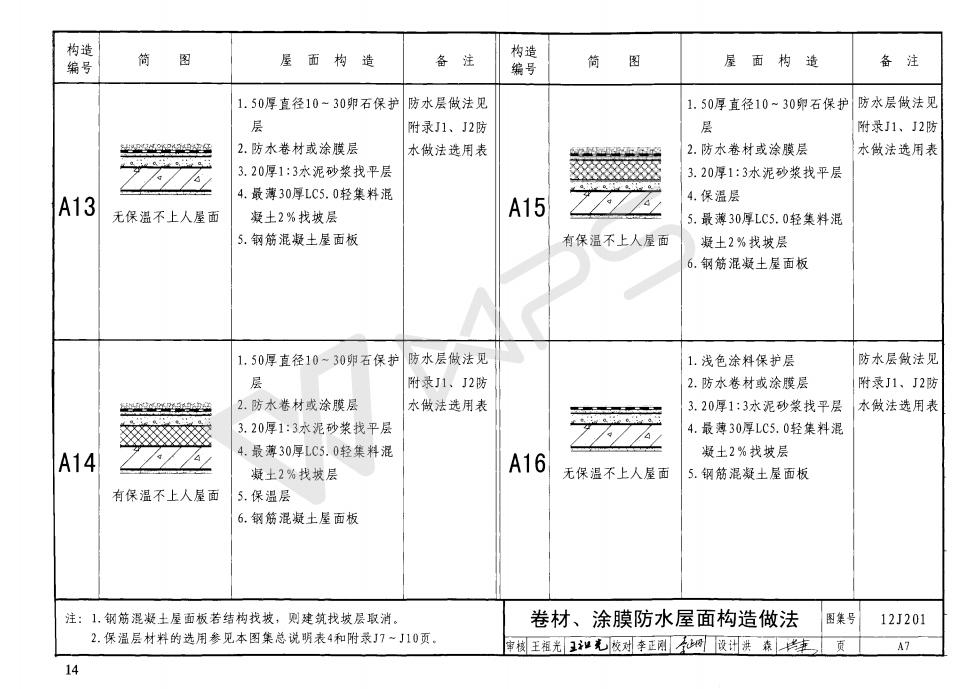 构造编号 简 图 屋 面 构 造 备 注
A13
无保温不上人屋面
1. 50厚直径10~30卵石保护
层
2. 防水卷材或涂膜层
3. 20厚1:3水泥砂浆找平层
4. 最薄30厚LC5.0轻集料混
凝土2%找坡层
5. 钢筋混凝土屋面板
防水层做法见
附录J1、J2防
水做法选用表
A14
有保温不上人屋面
1. 50厚直径10~30卵石保护
层
2. 防水卷材或涂膜层
3. 20厚1:3水泥砂浆找平层
4. 最薄30厚LC5.0轻集料混
凝土2%找坡层
5. 保温层
6. 钢筋混凝土屋面板
防水层做法见
附录J1、J2防
水做法选用表
构造编号 简 图 屋 面 构 造 备 注
A15
有保温不上人屋面
1. 50厚直径10~30卵石保护
层
2. 防水卷材或涂膜层
3. 20厚1:3水泥砂浆找平层
4. 保温层
5. 最薄30厚LC5.0轻集料混
凝土2%找坡层
6. 钢筋混凝土屋面板
防水层做法见
附录J1、J2防
水做法选用表
A16
无保温不上人屋面
1. 浅色涂料保护层
2. 防水卷材或涂膜层
3. 20厚1:3水泥砂浆找平层
4. 最薄30厚LC5.0轻集料混
凝土2%找坡层
5. 钢筋混凝土屋面板
防水层做法见
附录J1、J2防
水做法选用表
注: 1. 钢筋混凝土屋面板若结构找坡，则建筑找坡层取消。
2. 保温层材料的选用参见本图集总说明表4和附录J7~J10页。
卷材、涂膜防水屋面构造做法 图集号 12J201
审核 王祖光 王祖光 校对 李正刚 设计 洪 森 页 A7
14
WPS